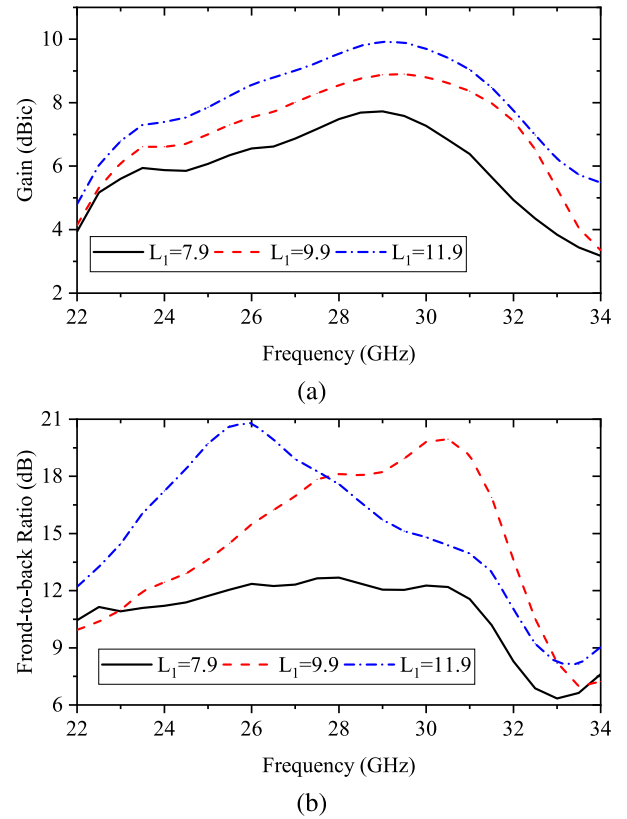 10
8
6
4
2
Gain (dBic)
L₁=7.9 L₁=9.9 L₁=11.9
22 24 26 28 30 32 34
Frequency (GHz)
(a)
21
18
15
12
9
6
Frond-to-back Ratio (dB)
L₁=7.9 L₁=9.9 L₁=11.9
22 24 26 28 30 32 34
Frequency (GHz)
(b)